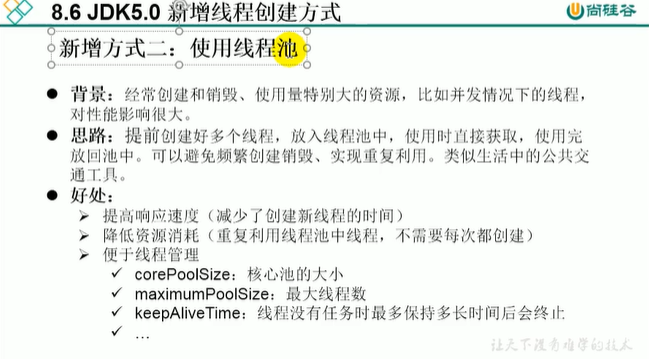 8.6 JDK5.0 新增线程创建方式
尚硅谷
新增方式二：使用线程池
背景：经常创建和销毁、使用量特别大的资源，比如并发情况下的线程，
对性能影响很大。
思路：提前创建好多个线程，放入线程池中，使用时直接获取，使用完
放回池中。可以避免频繁创建销毁、实现重复利用。类似生活中的公共交
通工具。
好处：
提高响应速度（减少了创建新线程的时间）
降低资源消耗（重复利用线程池中线程，不需要每次都创建）
便于线程管理
corePoolSize：核心池的大小
maximumPoolSize：最大线程数
keepAliveTime：线程没有任务时最多保持多长时间后会终止
…
让天下没有难学的技术